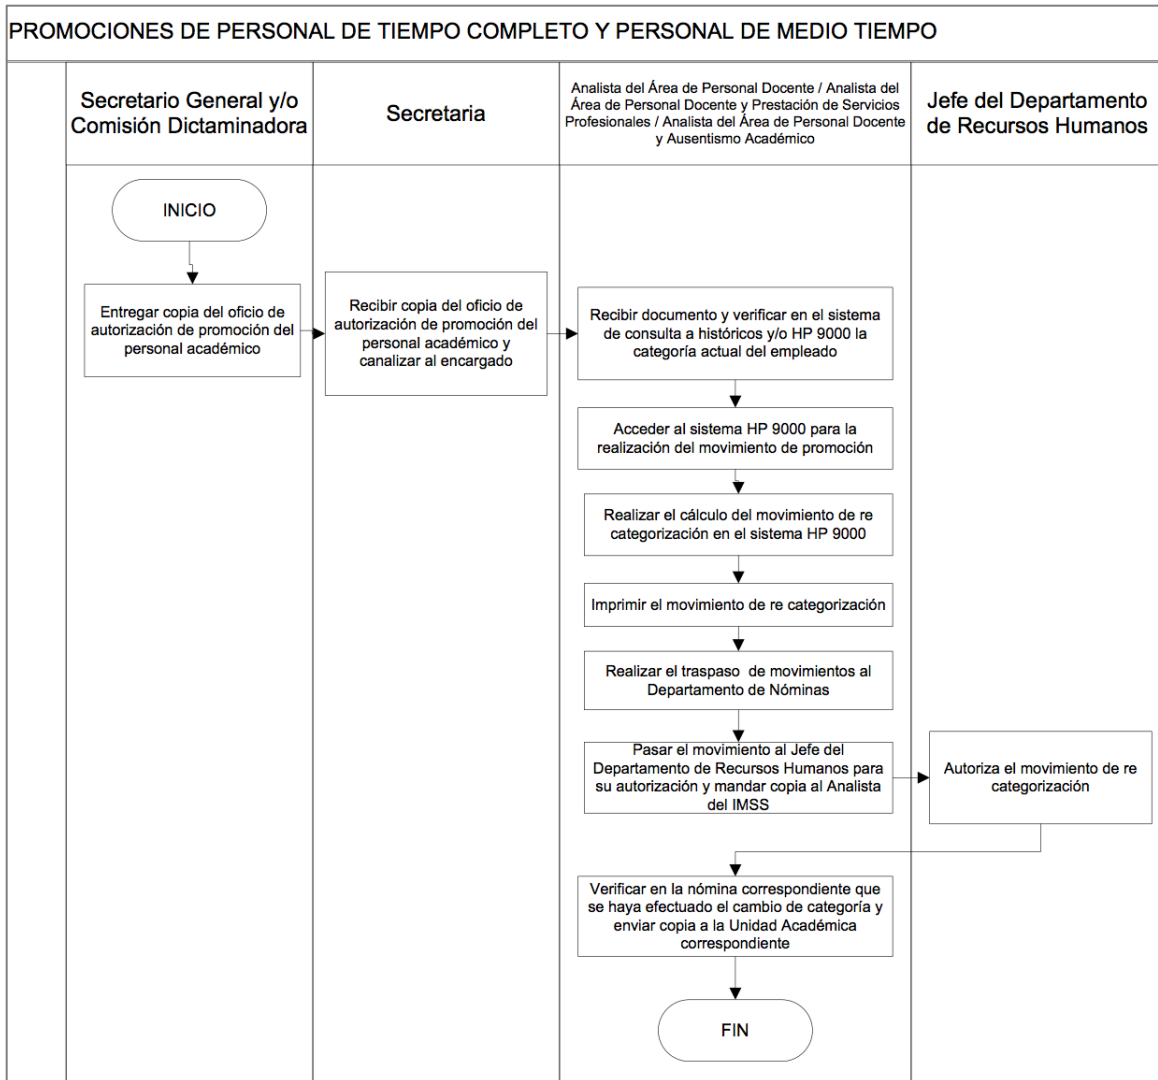 PROMOCIONES DE PERSONAL DE TIEMPO COMPLETO Y PERSONAL DE MEDIO TIEMPO
Secretario General y/o
Comisión Dictaminadora
Secretaria
Analista del Área de Personal Docente / Analista del
Área de Personal Docente y Prestación de Servicios
Profesionales / Analista del Área de Personal Docente
y Ausentismo Académico
Jefe del Departamento
de Recursos Humanos
INICIO
Entregar copia del oficio de
autorización de promoción del
personal académico
Recibir copia del oficio de
autorización de promoción del
personal académico y
canalizar al encargado
Recibir documento y verificar en el sistema
de consulta a históricos y/o HP 9000 la
categoría actual del empleado
Acceder al sistema HP 9000 para la
realización del movimiento de promoción
Realizar el cálculo del movimiento de re
categorización en el sistema HP 9000
Imprimir el movimiento de re categorización
Realizar el traspaso  de movimientos al
Departamento de Nóminas
Pasar el movimiento al Jefe del
Departamento de Recursos Humanos para
su autorización y mandar copia al Analista
del IMSS
Autoriza el movimiento de re
categorización
Verificar en la nómina correspondiente que
se haya efectuado el cambio de categoría y
enviar copia a la Unidad Académica
correspondiente
FIN